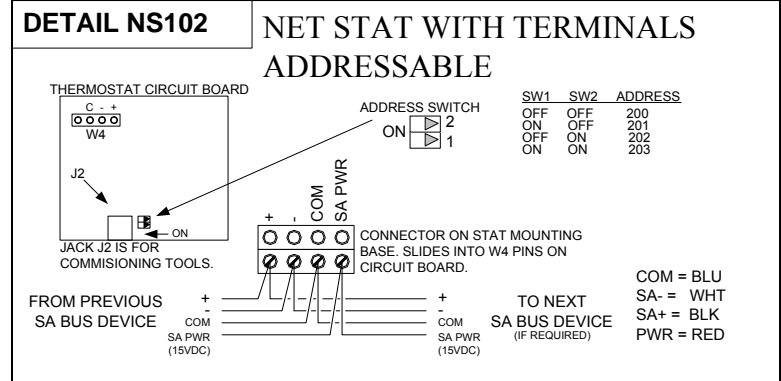 DETAIL NS102
NET STAT WITH TERMINALS
ADDRESSABLE
THERMOSTAT CIRCUIT BOARD
C - +
W4
J2
ON
JACK J2 IS FOR
COMMISIONING TOOLS.
ADDRESS SWITCH
ON
2
1
SW1 SW2 ADDRESS
OFF OFF 200
ON OFF 201
OFF ON 202
ON ON 203
+ - COM SA PWR
CONNECTOR ON STAT MOUNTING
BASE. SLIDES INTO W4 PINS ON
CIRCUIT BOARD.
FROM PREVIOUS
SA BUS DEVICE
+
-
COM
SA PWR
(15VDC)
+
-
COM
SA PWR
(15VDC)
TO NEXT
SA BUS DEVICE
(IF REQUIRED)
COM = BLU
SA- = WHT
SA+ = BLK
PWR = RED